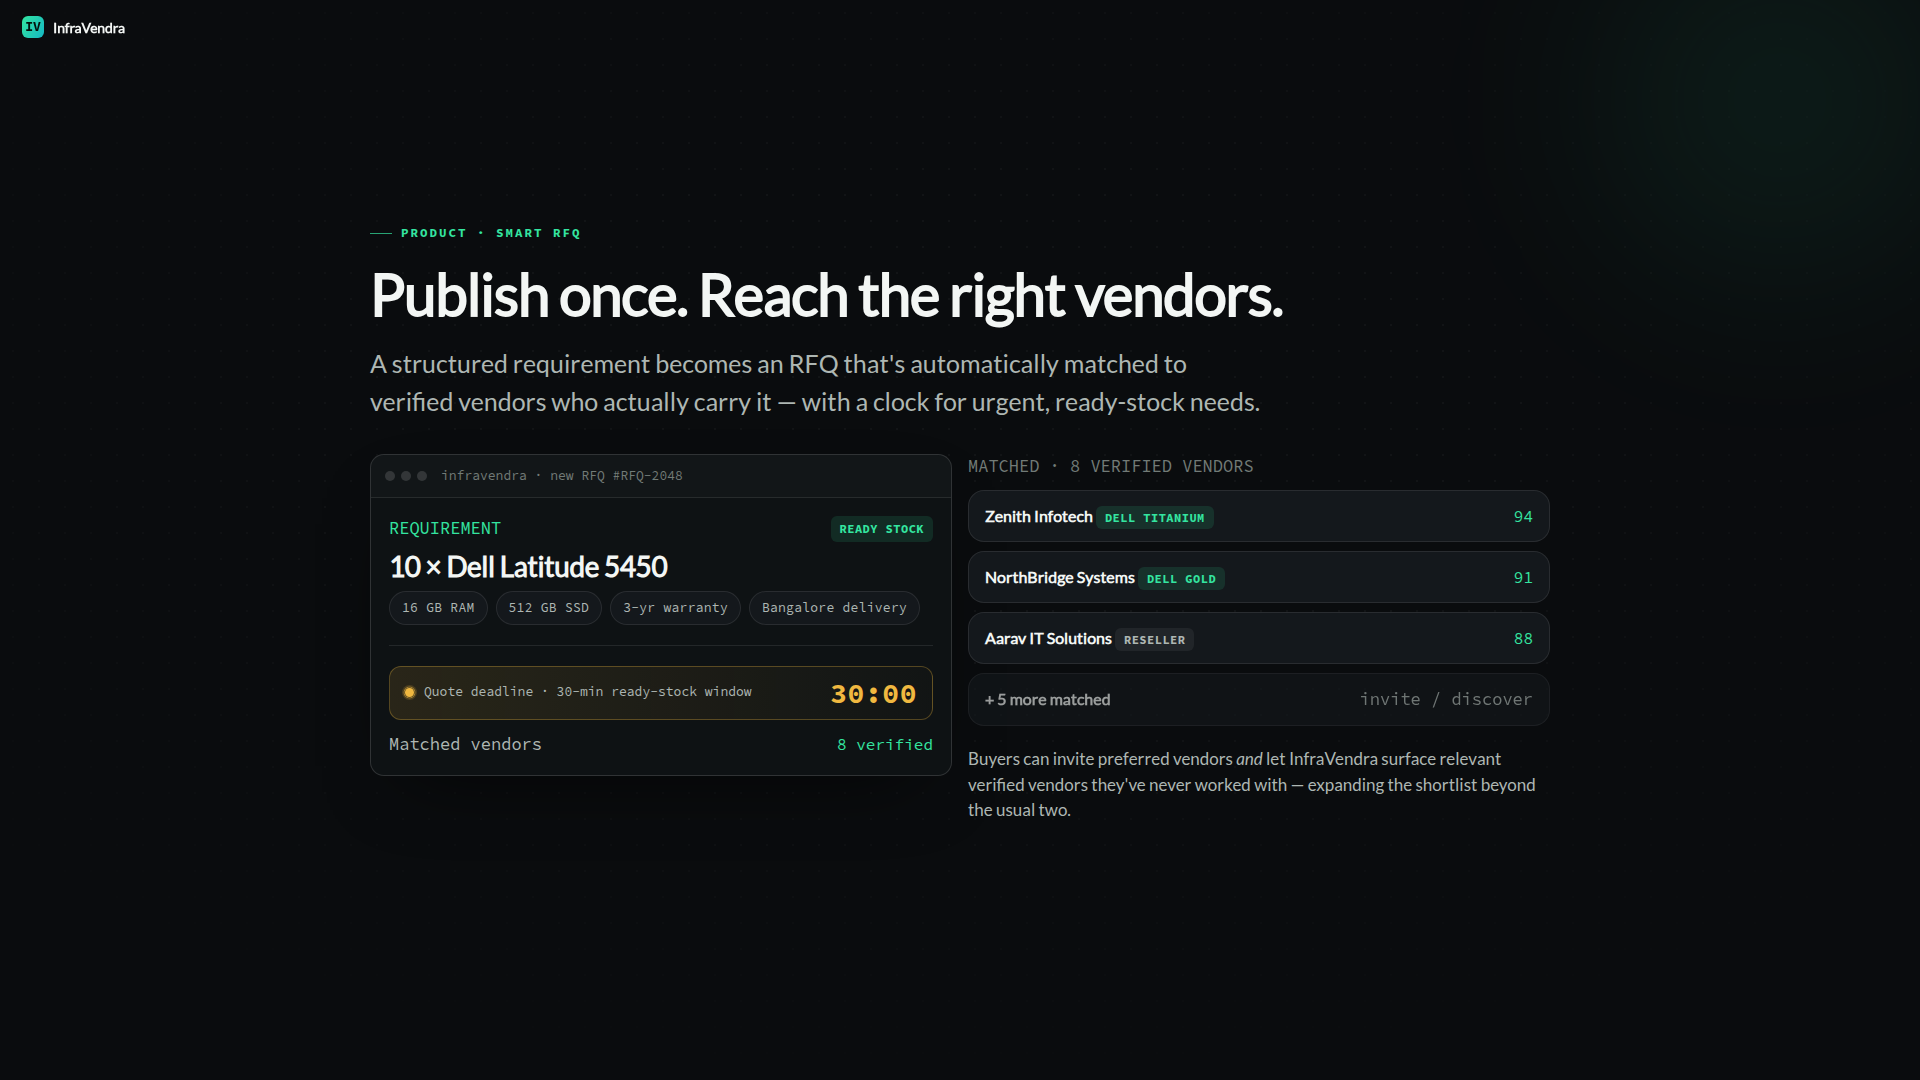 IV InfraVendra
PRODUCT · SMART RFQ
Publish once. Reach the right vendors.
A structured requirement becomes an RFQ that's automatically matched to
verified vendors who actually carry it — with a clock for urgent, ready-stock needs.
infravendra · new RFQ #RFQ-2048
REQUIREMENT
READY STOCK
10 × Dell Latitude 5450
16 GB RAM
512 GB SSD
3-yr warranty
Bangalore delivery
Quote deadline · 30-min ready-stock window
30:00
Matched vendors
8 verified
MATCHED · 8 VERIFIED VENDORS
Zenith Infotech DELL TITANIUM 94
NorthBridge Systems DELL GOLD 91
Aarav IT Solutions RESELLER 88
+ 5 more matched invite / discover
Buyers can invite preferred vendors and let InfraVendra surface relevant
verified vendors they've never worked with — expanding the shortlist beyond
the usual two.